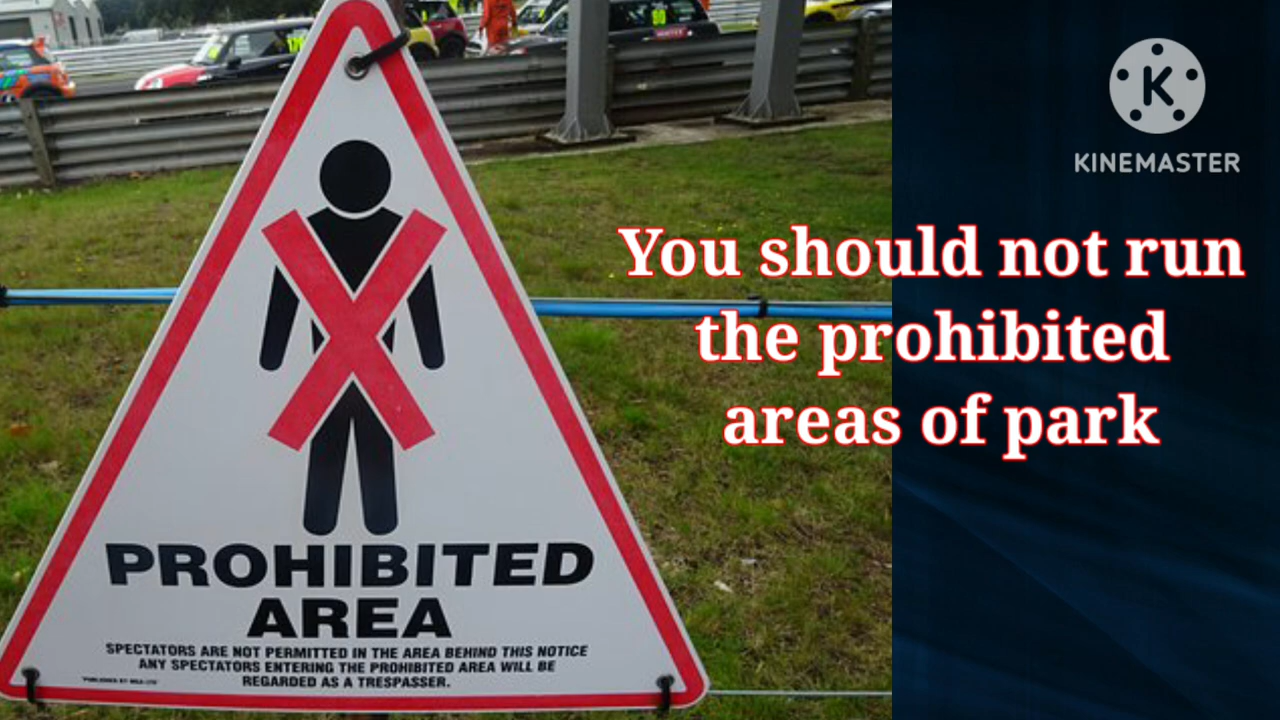 KINEMASTER
You should not run
the prohibited
areas of park
PROHIBITED
AREA
SPECTATORS ARE NOT PERMITTED IN THE AREA BEHIND THIS NOTICE
ANY SPECTATORS ENTERING THE PROHIBITED AREA WILL BE
REGARDED AS A TRESPASSER.